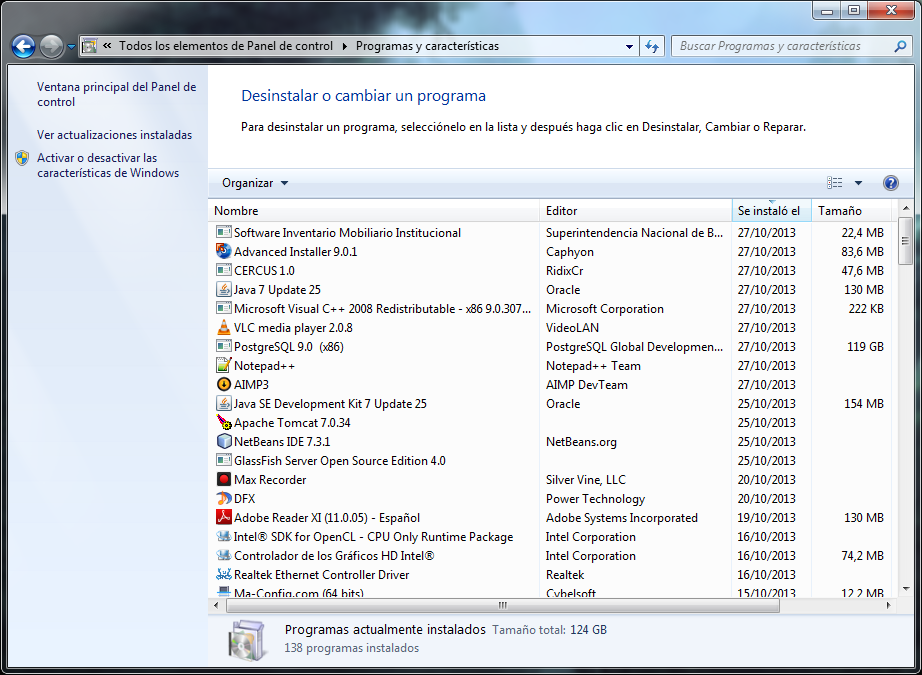 « Todos los elementos de Panel de control ▸ Programas y características
Buscar Programas y características
Ventana principal del Panel de
control
Ver actualizaciones instaladas
Activar o desactivar las
características de Windows
Desinstalar o cambiar un programa
Para desinstalar un programa, selecciónelo en la lista y después haga clic en Desinstalar, Cambiar o Reparar.
Organizar
Nombre Editor Se instaló el Tamaño
Software Inventario Mobiliario Institucional Superintendencia Nacional de B... 27/10/2013 22,4 MB
Advanced Installer 9.0.1 Caphyon 27/10/2013 83,6 MB
CERCUS 1.0 RidixCr 27/10/2013 47,6 MB
Java 7 Update 25 Oracle 27/10/2013 130 MB
Microsoft Visual C++ 2008 Redistributable - x86 9.0.307... Microsoft Corporation 27/10/2013 222 KB
VLC media player 2.0.8 VideoLAN 27/10/2013
PostgreSQL 9.0 (x86) PostgreSQL Global Developmen... 27/10/2013 119 GB
Notepad++ Notepad++ Team 27/10/2013
AIMP3 AIMP DevTeam 27/10/2013
Java SE Development Kit 7 Update 25 Oracle 25/10/2013 154 MB
Apache Tomcat 7.0.34 25/10/2013
NetBeans IDE 7.3.1 NetBeans.org 25/10/2013
GlassFish Server Open Source Edition 4.0 25/10/2013
Max Recorder Silver Vine, LLC 20/10/2013
DFX Power Technology 20/10/2013
Adobe Reader XI (11.0.05) - Español Adobe Systems Incorporated 19/10/2013 130 MB
Intel® SDK for OpenCL - CPU Only Runtime Package Intel Corporation 16/10/2013
Controlador de los Gráficos HD Intel® Intel Corporation 16/10/2013 74,2 MB
Realtek Ethernet Controller Driver Realtek 16/10/2013
Ma-Config.com (64 bits) Cybelsoft 15/10/2013 12,2 MB
Programas actualmente instalados Tamaño total: 124 GB
138 programas instalados